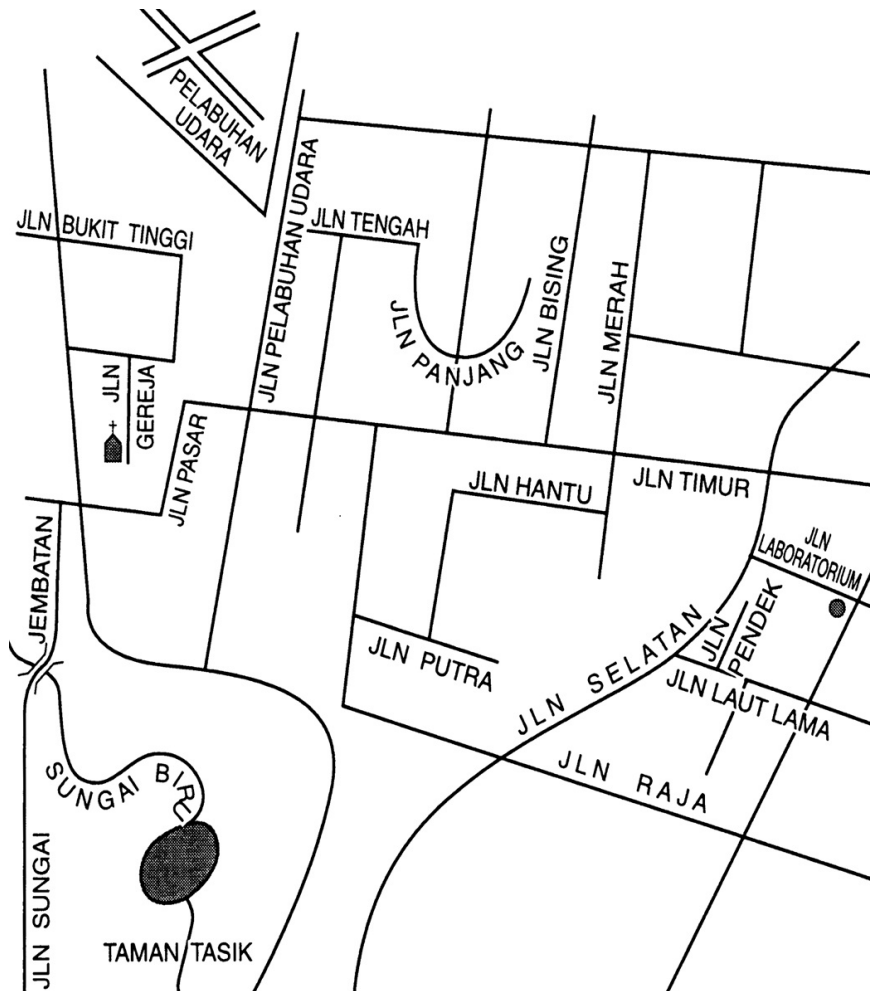 PELABUHAN
UDARA
JLN BUKIT TINGGI
JLN PELABUHAN UDARA
JLN TENGAH
JLN PANJANG
JLN BISING
JLN MERAH
JLN
GEREJA
JLN PASAR
JLN HANTU
JLN TIMUR
JLN
LABORATORIUM
JEMBATAN
JLN
PENDEK
JLN PUTRA
JLN SELATAN
JLN LAUT LAMA
SUNGAI BIRU
JLN RAJA
JLN SUNGAI
TAMAN TASIK